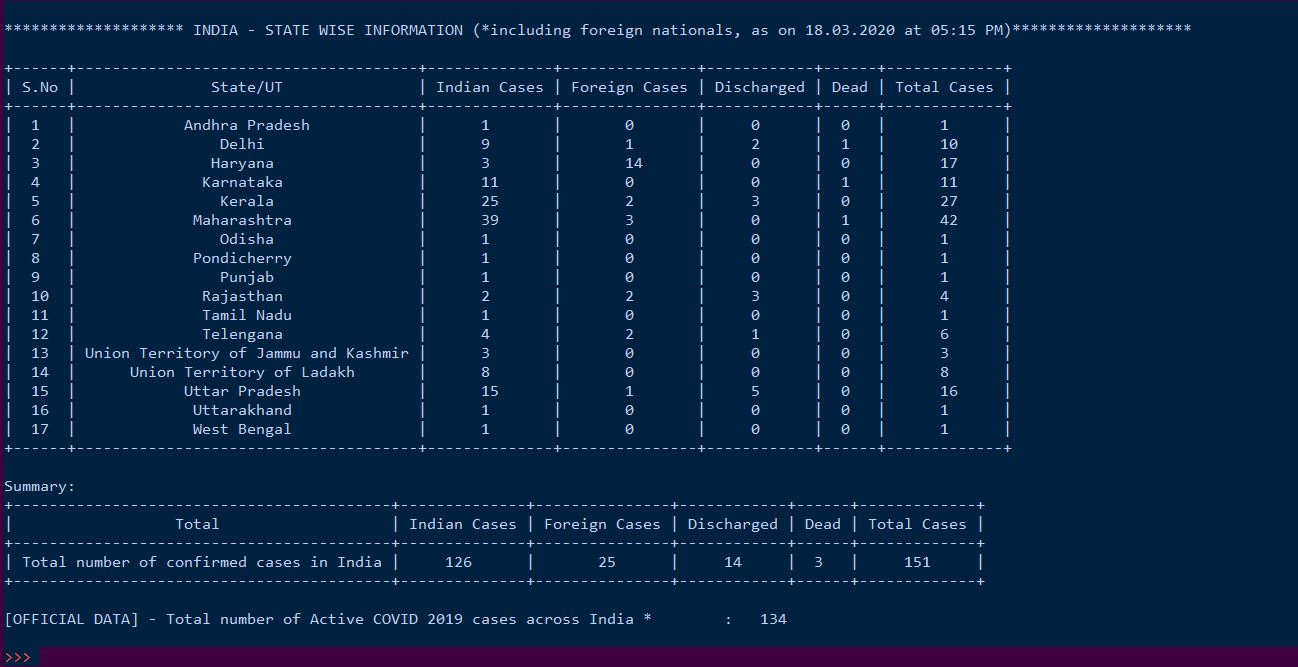 ******************** INDIA - STATE WISE INFORMATION (*including foreign nationals, as on 18.03.2020 at 05:15 PM)********************
+------+--------------------------------------+--------------+---------------+------------+------+-------------+
| S.No |               State/UT               | Indian Cases | Foreign Cases | Discharged | Dead | Total Cases |
+------+--------------------------------------+--------------+---------------+------------+------+-------------+
|  1   |            Andhra Pradesh            |      1       |       0       |     0      |  0   |      1      |
|  2   |                Delhi                 |      9       |       1       |     2      |  1   |     10      |
|  3   |               Haryana                |      3       |      14       |     0      |  0   |     17      |
|  4   |              Karnataka               |      11      |       0       |     0      |  1   |     11      |
|  5   |                Kerala                |      25      |       2       |     3      |  0   |     27      |
|  6   |             Maharashtra              |      39      |       3       |     0      |  1   |     42      |
|  7   |                Odisha                |      1       |       0       |     0      |  0   |      1      |
|  8   |             Pondicherry              |      1       |       0       |     0      |  0   |      1      |
|  9   |                Punjab                |      1       |       0       |     0      |  0   |      1      |
|  10  |              Rajasthan               |      2       |       2       |     3      |  0   |      4      |
|  11  |              Tamil Nadu              |      1       |       0       |     0      |  0   |      1      |
|  12  |              Telengana               |      4       |       2       |     1      |  0   |      6      |
|  13  | Union Territory of Jammu and Kashmir |      3       |       0       |     0      |  0   |      3      |
|  14  |      Union Territory of Ladakh       |      8       |       0       |     0      |  0   |      8      |
|  15  |            Uttar Pradesh             |      15      |       1       |     5      |  0   |     16      |
|  16  |             Uttarakhand              |      1       |       0       |     0      |  0   |      1      |
|  17  |             West Bengal              |      1       |       0       |     0      |  0   |      1      |
+------+--------------------------------------+--------------+---------------+------------+------+-------------+
Summary:
+------------------------------------------+--------------+---------------+------------+------+-------------+
|                  Total                   | Indian Cases | Foreign Cases | Discharged | Dead | Total Cases |
+------------------------------------------+--------------+---------------+------------+------+-------------+
| Total number of confirmed cases in India |     126      |      25       |     14     |  3   |     151     |
+------------------------------------------+--------------+---------------+------------+------+-------------+
[OFFICIAL DATA] - Total number of Active COVID 2019 cases across India *        :   134
>>>